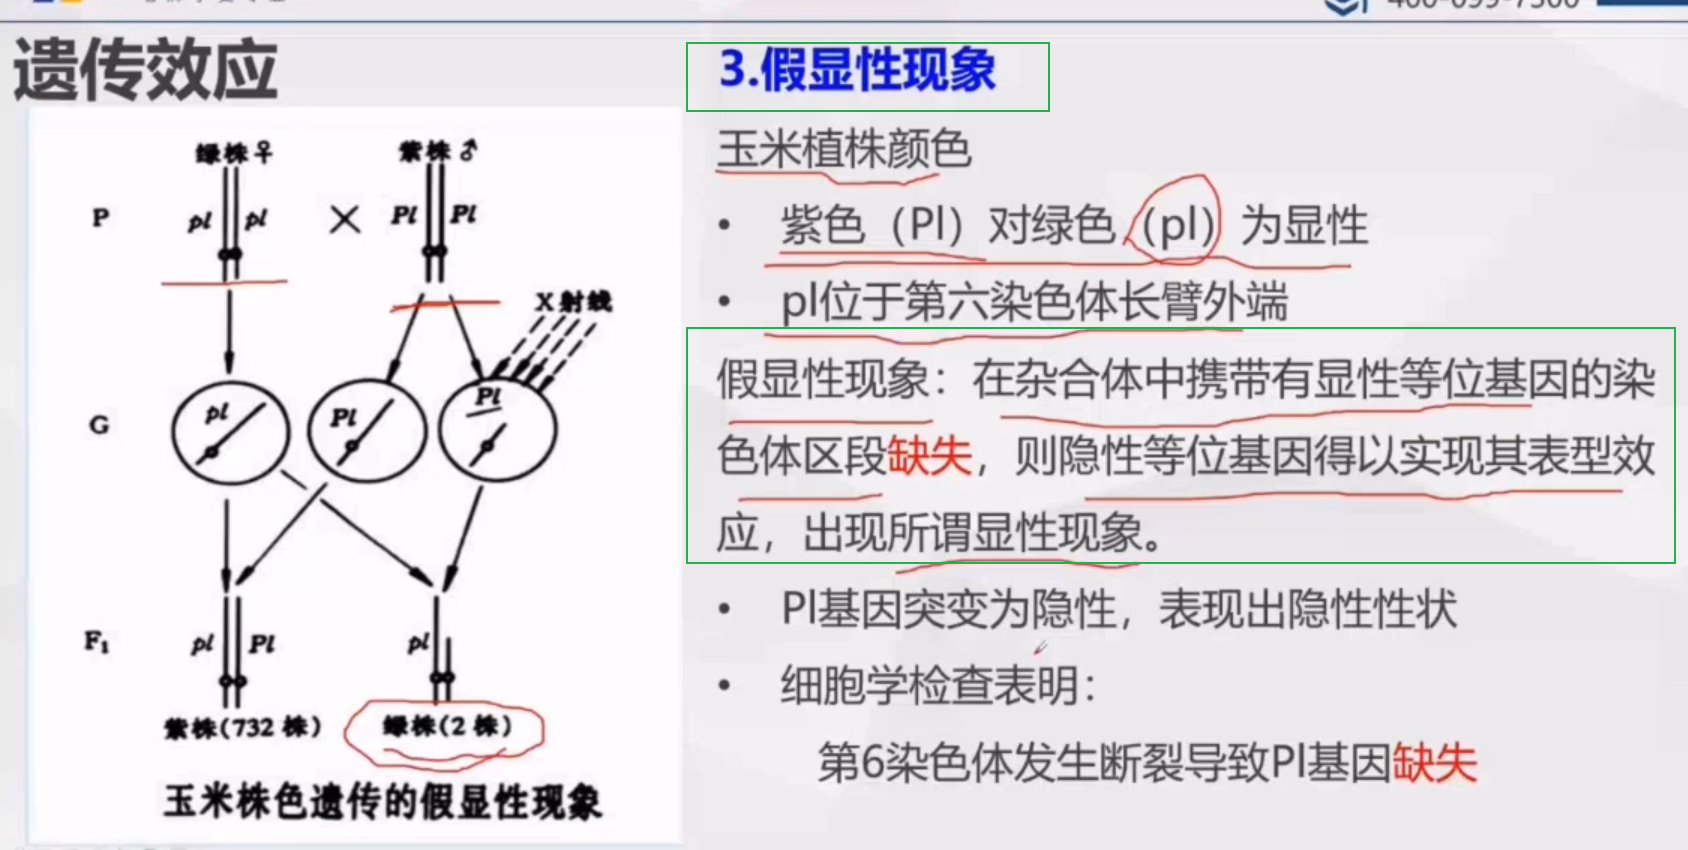 遗传效应
绿株♀
紫株♂
P
pl pl
×
Pl Pl
X射线
G
pl
Pl
Pl
F₁
pl Pl
pl
紫株(732株)
绿株(2株)
玉米株色遗传的假显性现象
3.假显性现象
玉米植株颜色
• 紫色（Pl）对绿色（pl）为显性
• pl位于第六染色体长臂外端
假显性现象：在杂合体中携带有显性等位基因的染
色体区段缺失，则隐性等位基因得以实现其表型效
应，出现所谓显性现象。
• Pl基因突变为隐性，表现出隐性性状
• 细胞学检查表明：
第6染色体发生断裂导致Pl基因缺失